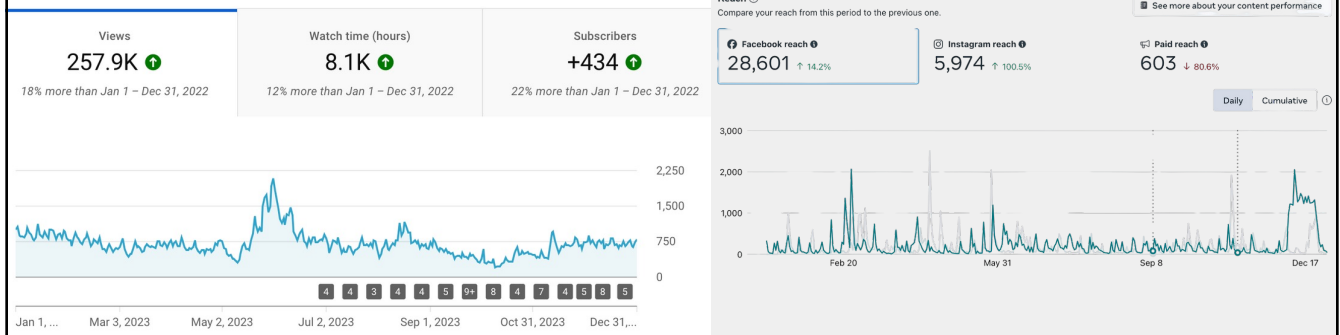 Views
257.9K
18% more than Jan 1 – Dec 31, 2022
Watch time (hours)
8.1K
12% more than Jan 1 – Dec 31, 2022
Subscribers
+434
22% more than Jan 1 – Dec 31, 2022
2,250
1,500
750
0
4 4 3 4 4 5 9+ 8 4 7 4 5 8 5
Jan 1, ... Mar 3, 2023 May 2, 2023 Jul 2, 2023 Sep 1, 2023 Oct 31, 2023 Dec 31,...
Reach
Compare your reach from this period to the previous one.
See more about your content performance
Facebook reach
28,601 ↑ 14.2%
Instagram reach
5,974 ↑ 100.5%
Paid reach
603 ↓ 80.6%
Daily Cumulative
3,000
2,000
1,000
0
Feb 20 May 31 Sep 8 Dec 17